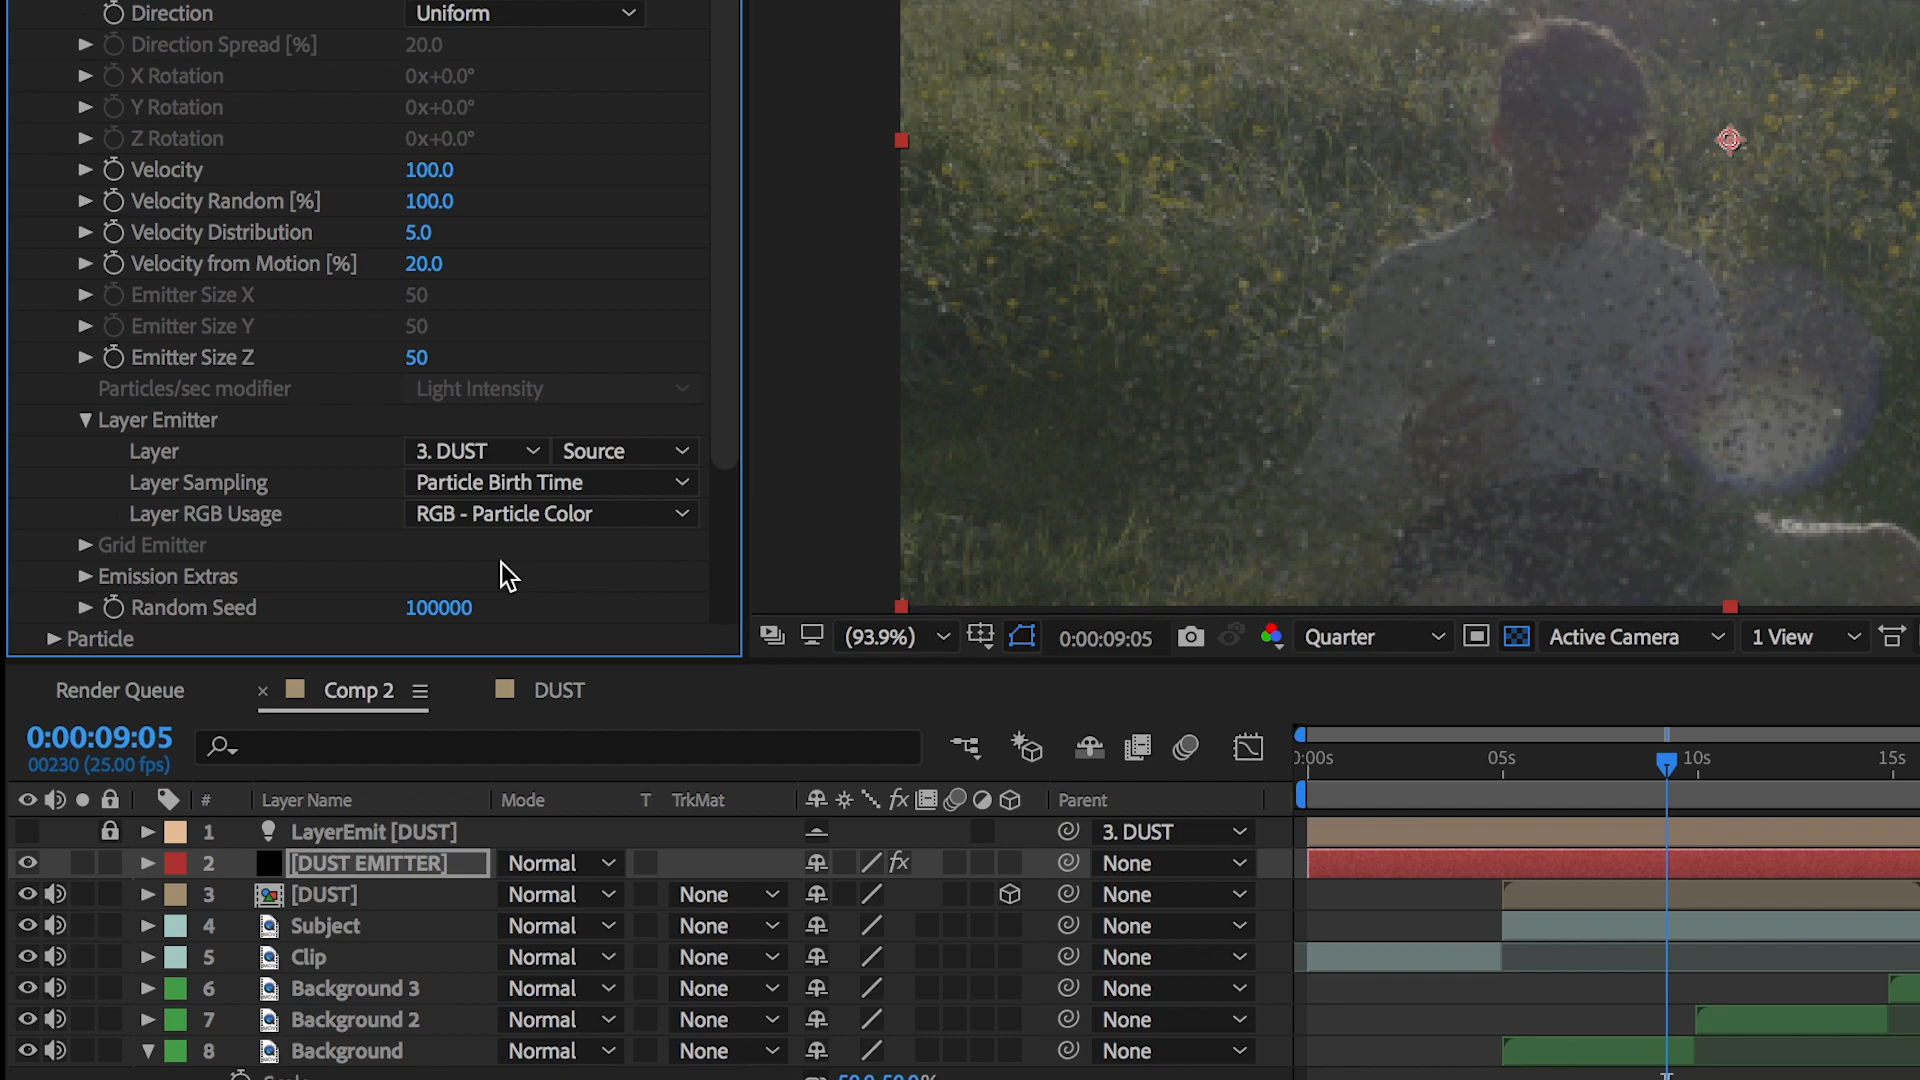 Direction Uniform
Direction Spread [%] 20.0
X Rotation 0x+0.0°
Y Rotation 0x+0.0°
Z Rotation 0x+0.0°
Velocity 100.0
Velocity Random [%] 100.0
Velocity Distribution 5.0
Velocity from Motion [%] 20.0
Emitter Size X 50
Emitter Size Y 50
Emitter Size Z 50
Particles/sec modifier Light Intensity
Layer Emitter
Layer 3. DUST Source
Layer Sampling Particle Birth Time
Layer RGB Usage RGB - Particle Color
Grid Emitter
Emission Extras
Random Seed 100000
Particle
(93.9%) 0:00:09:05 Quarter Active Camera 1 View
Render Queue × Comp 2 DUST
0:00:09:05
00230 (25.00 fps)
0:00s 05s 10s 15s
# Layer Name Mode T TrkMat fx Parent
1 LayerEmit [DUST] 3. DUST
2 [DUST EMITTER] Normal fx None
3 [DUST] Normal None None
4 Subject Normal None None
5 Clip Normal None None
6 Background 3 Normal None None
7 Background 2 Normal None None
8 Background Normal None None